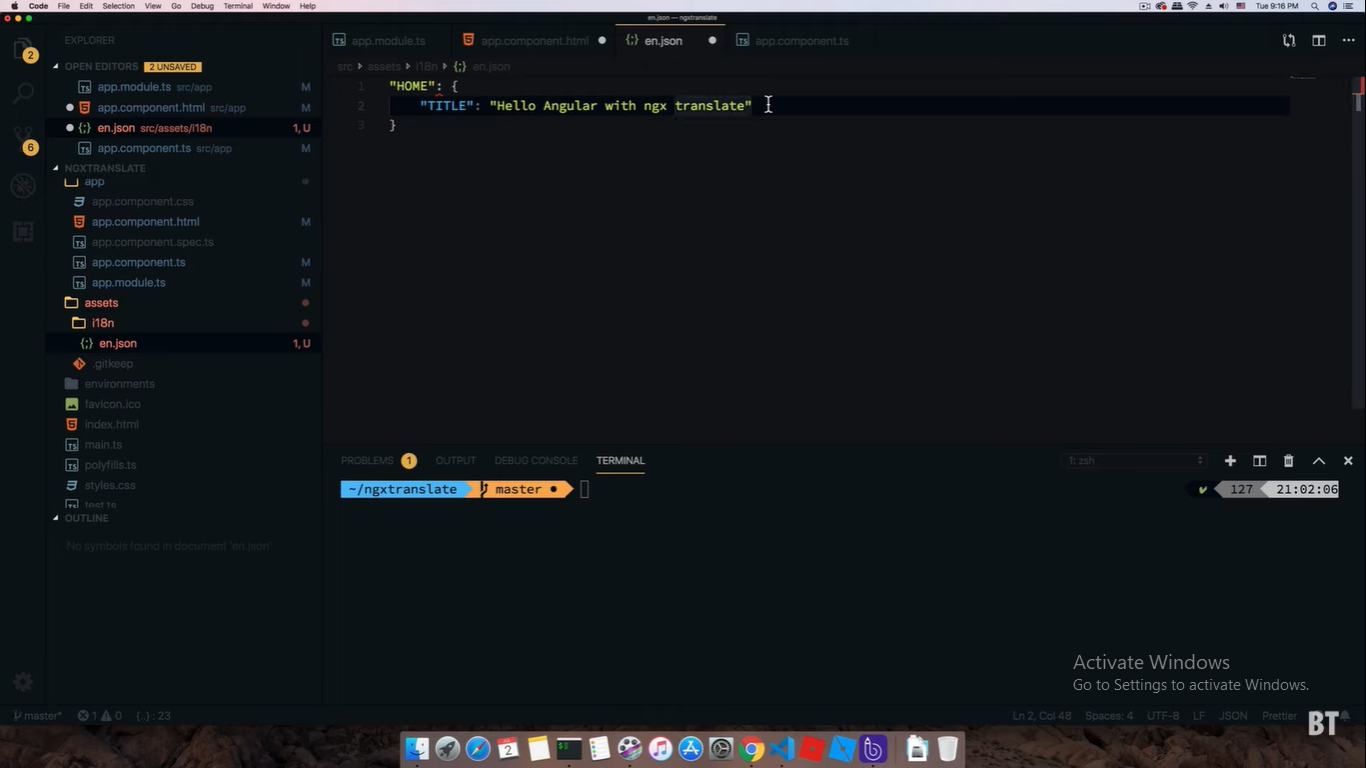 Code File Edit Selection View Go Debug Terminal Window Help
Tue 9:16 PM
en.json — ngxtranslate
EXPLORER
OPEN EDITORS 2 UNSAVED
app.module.ts src/app M
app.component.html src/app M
en.json src/assets/i18n 1, U
app.component.ts src/app M
NGXTRANSLATE
app
app.component.css
app.component.html M
app.component.spec.ts
app.component.ts M
app.module.ts M
assets
i18n
en.json 1, U
.gitkeep
environments
favicon.ico
index.html
main.ts
polyfills.ts
styles.css
test.ts
OUTLINE
No symbols found in document 'en.json'
2
6
app.module.ts app.component.html en.json app.component.ts
src assets i18n en.json
1 "HOME": {
2 "TITLE": "Hello Angular with ngx translate"
3 }
PROBLEMS 1 OUTPUT DEBUG CONSOLE TERMINAL 1: zsh
~/ngxtranslate master 127 21:02:06
Activate Windows
Go to Settings to activate Windows.
master* 1 0 {..} : 23 Ln 2, Col 48 Spaces: 4 UTF-8 LF JSON Prettier
BT
2